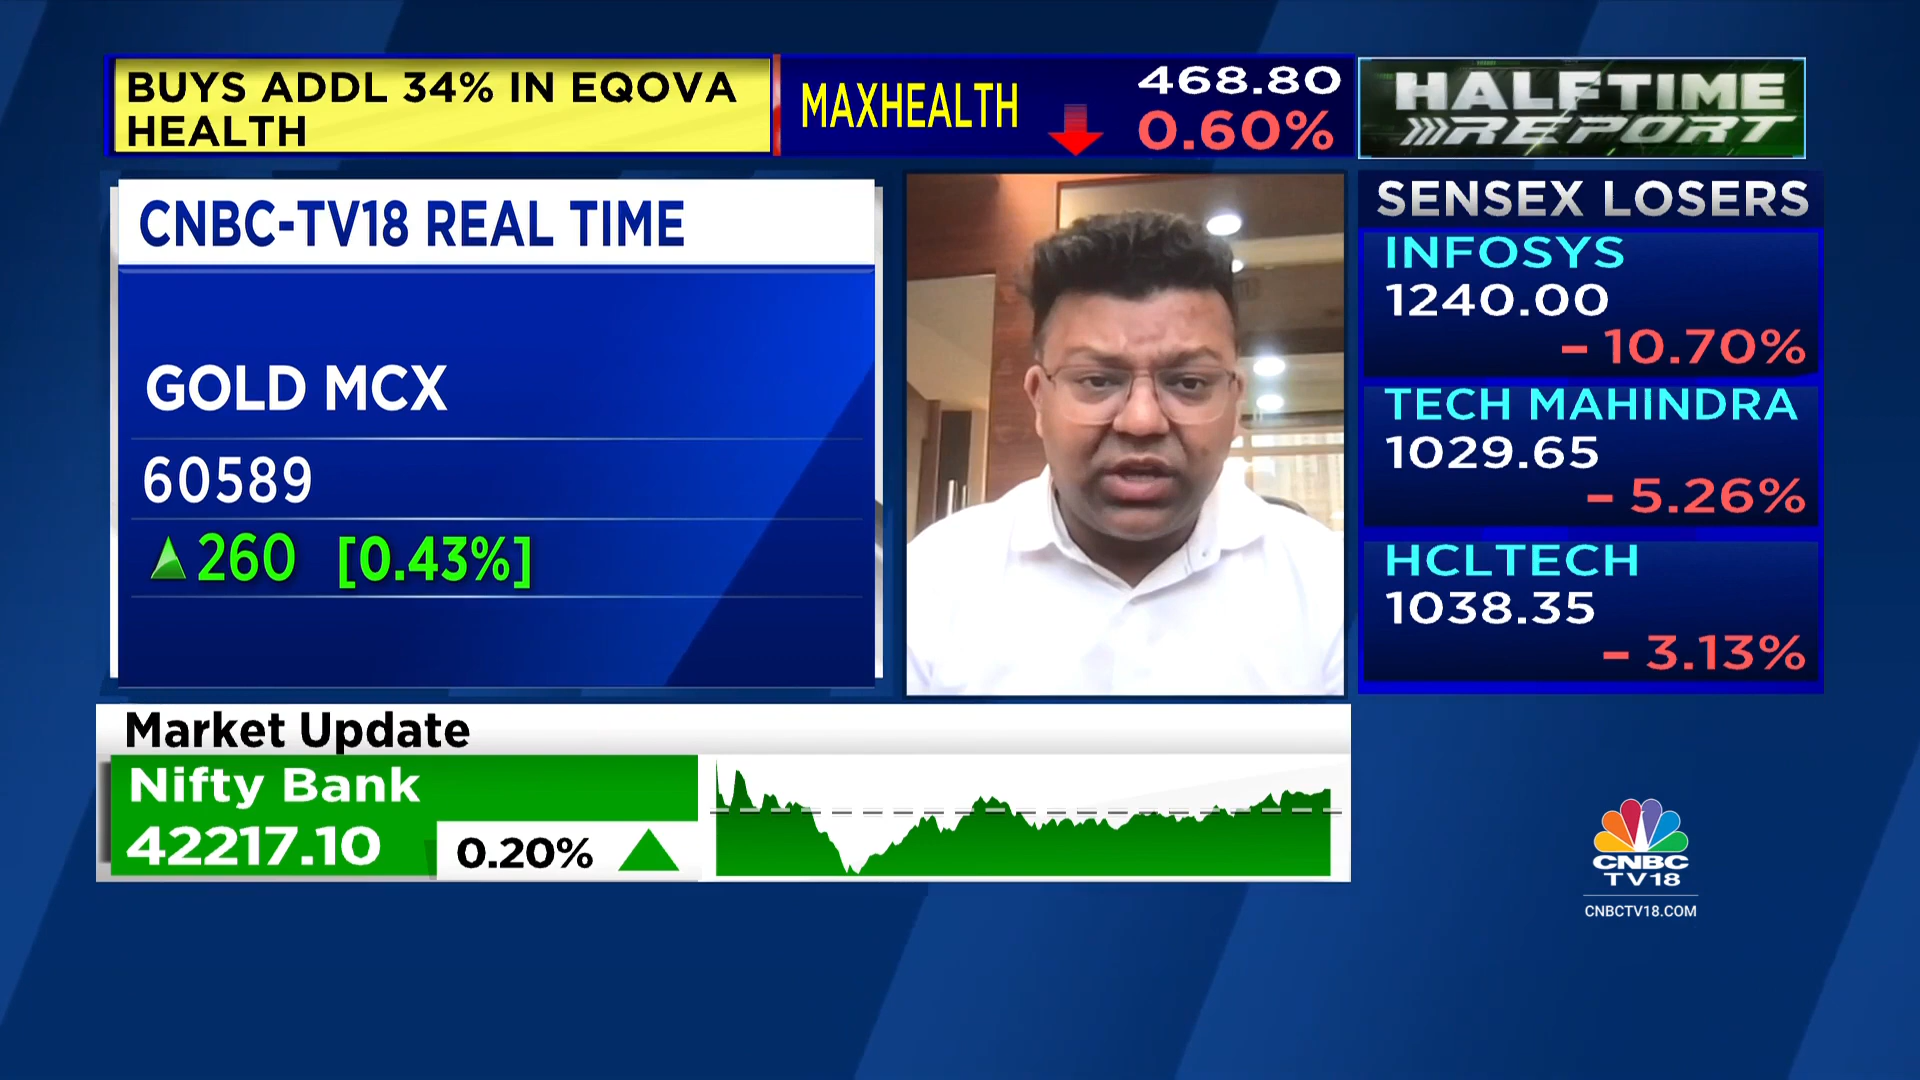 BUYS ADDL 34% IN EQOVA
HEALTH
MAXHEALTH
468.80
0.60%
HALFTIME
REPORT
CNBC-TV18 REAL TIME
GOLD MCX
60589
260 [0.43%]
SENSEX LOSERS
INFOSYS
1240.00
– 10.70%
TECH MAHINDRA
1029.65
– 5.26%
HCLTECH
1038.35
– 3.13%
Market Update
Nifty Bank
42217.10
0.20%
CNBC
TV18
CNBCTV18.COM